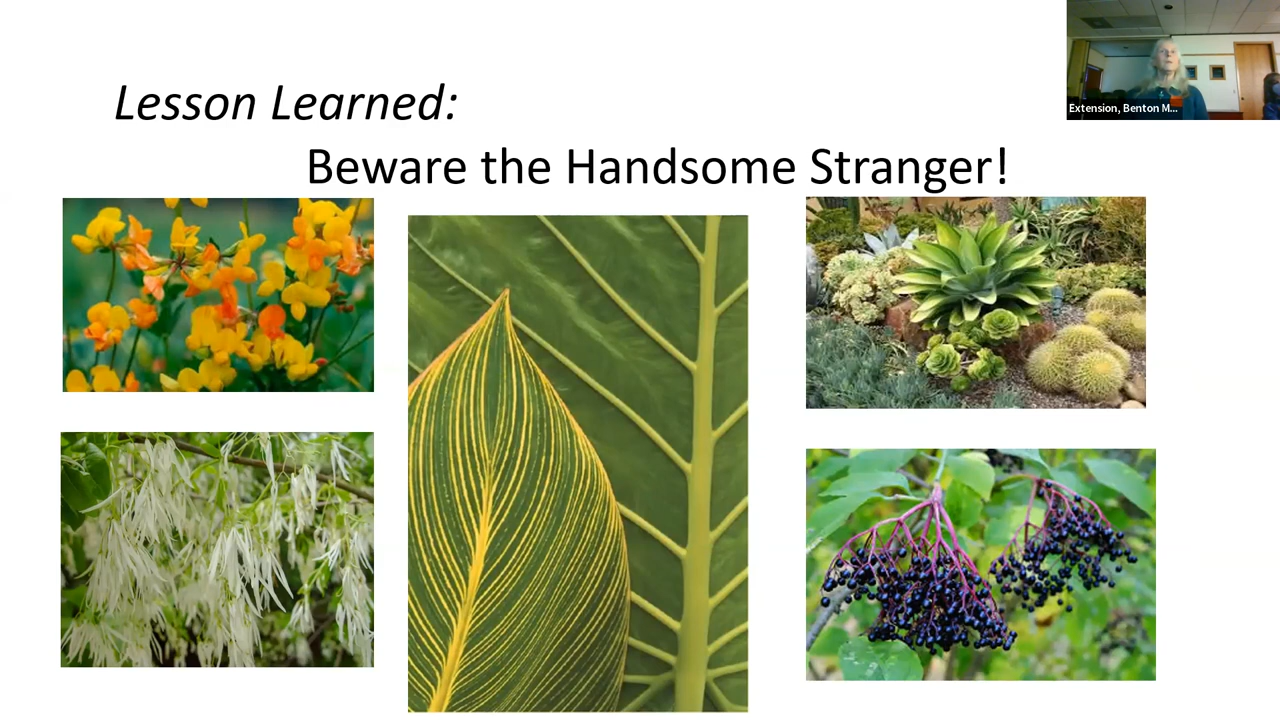 Lesson Learned:
Beware the Handsome Stranger!
Extension, Benton M...